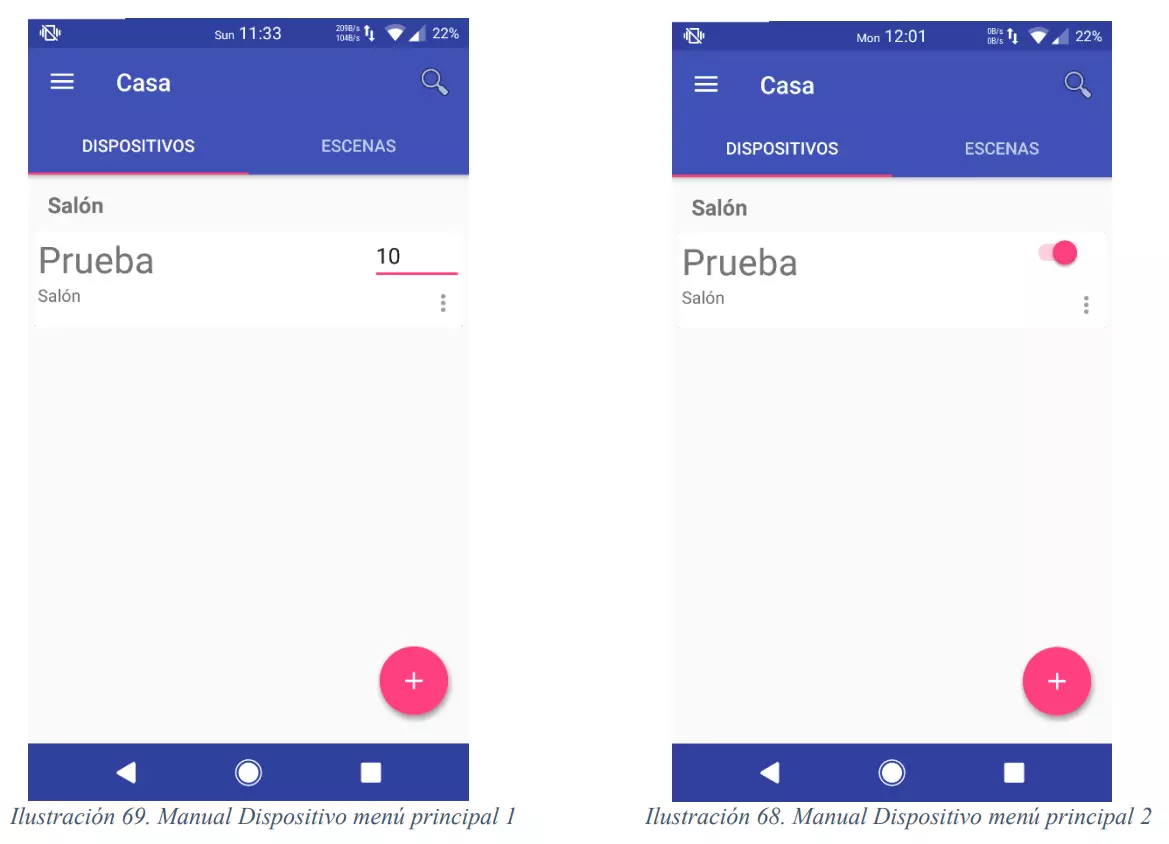 Sun 11:33
209B/s
104B/s
22%
Casa
DISPOSITIVOS ESCENAS
Salón
Prueba
10
Salón
Ilustración 69. Manual Dispositivo menú principal 1
Mon 12:01
0B/s
0B/s
22%
Casa
DISPOSITIVOS ESCENAS
Salón
Prueba
Salón
Ilustración 68. Manual Dispositivo menú principal 2